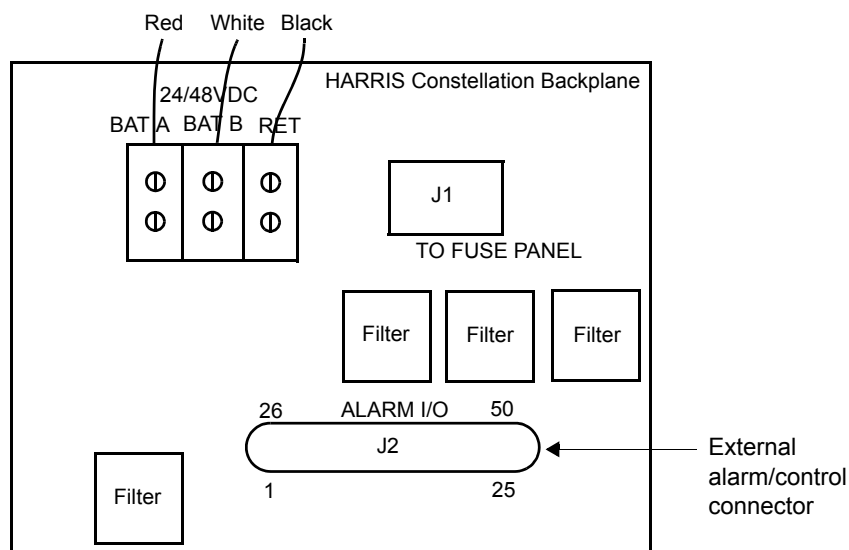 Red White Black
HARRIS Constellation Backplane
24/48VDC
BAT A BAT B RET
J1
TO FUSE PANEL
Filter Filter Filter
26 ALARM I/O 50
J2
1 25
External
alarm/control
connector
Filter